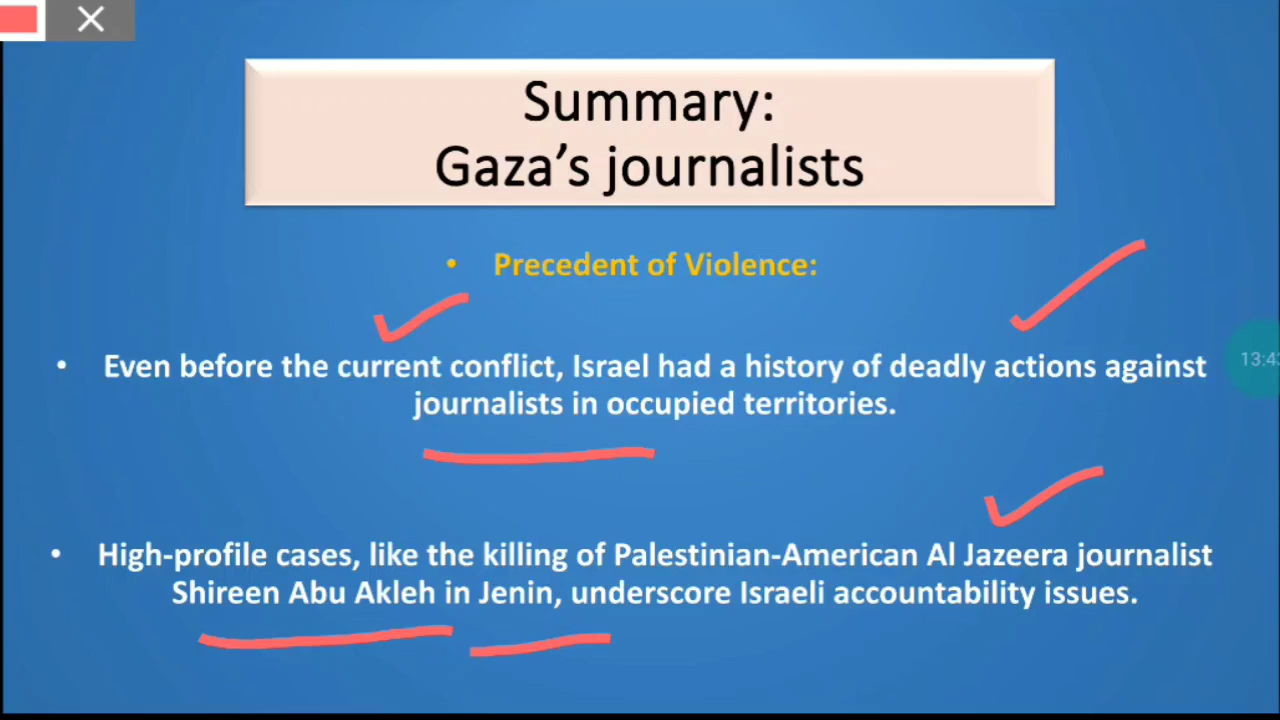 Summary:
Gaza’s journalists
• Precedent of Violence:
• Even before the current conflict, Israel had a history of deadly actions against
journalists in occupied territories.
• High-profile cases, like the killing of Palestinian-American Al Jazeera journalist
Shireen Abu Akleh in Jenin, underscore Israeli accountability issues.